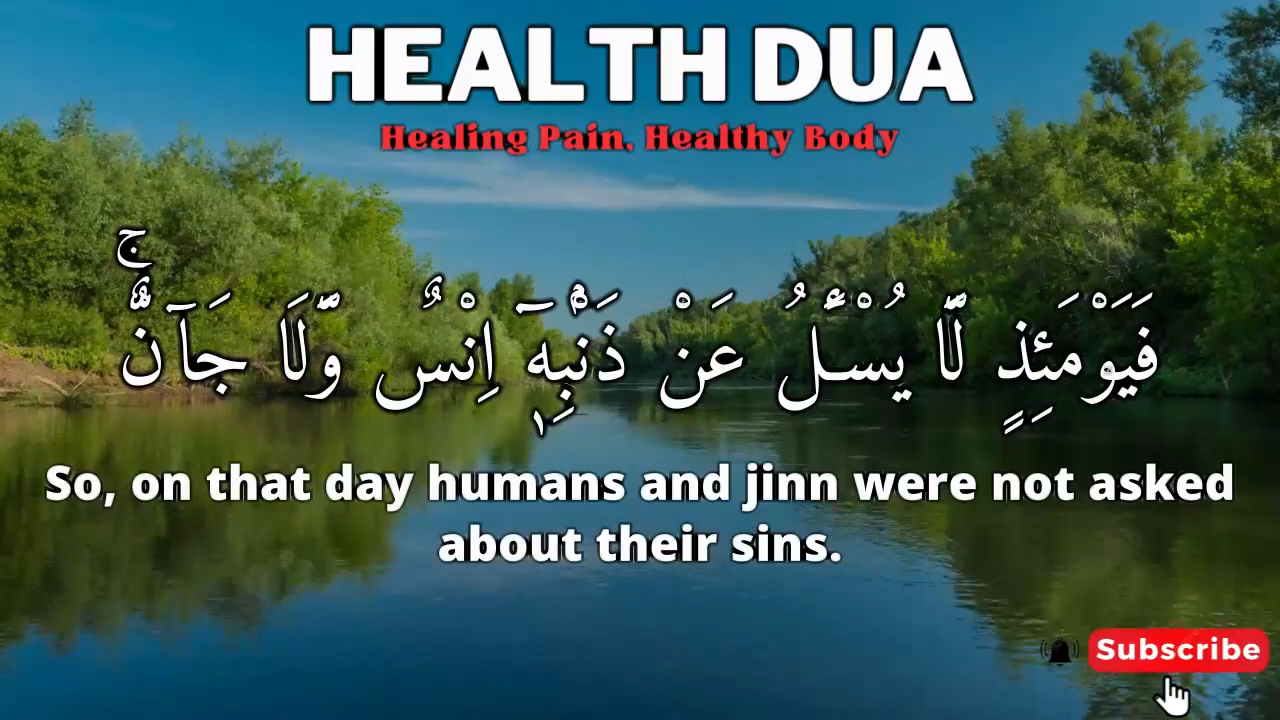 HEALTH DUA
Healing Pain, Healthy Body
فَيَوْمَئِذٍ لَّا يُسْـَٔلُ عَنْ ذَنْۢبِهٖٓ اِنْسٌ وَّلَا جَاۤنٌّۚ
So, on that day humans and jinn were not asked
about their sins.
Subscribe